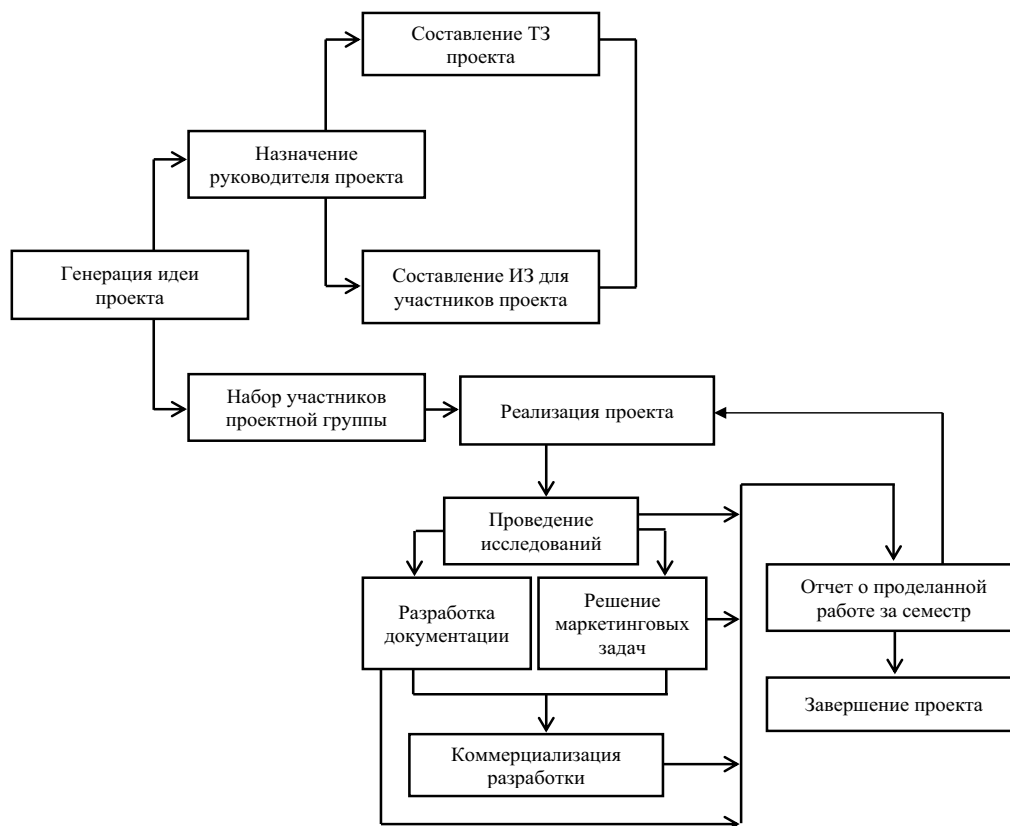 Составление ТЗ
проекта
Назначение
руководителя проекта
Генерация идеи
проекта
Составление ИЗ для
участников проекта
Набор участников
проектной группы
Реализация проекта
Проведение
исследований
Разработка
документации
Решение
маркетинговых
задач
Отчет о проделанной
работе за семестр
Завершение проекта
Коммерциализация
разработки